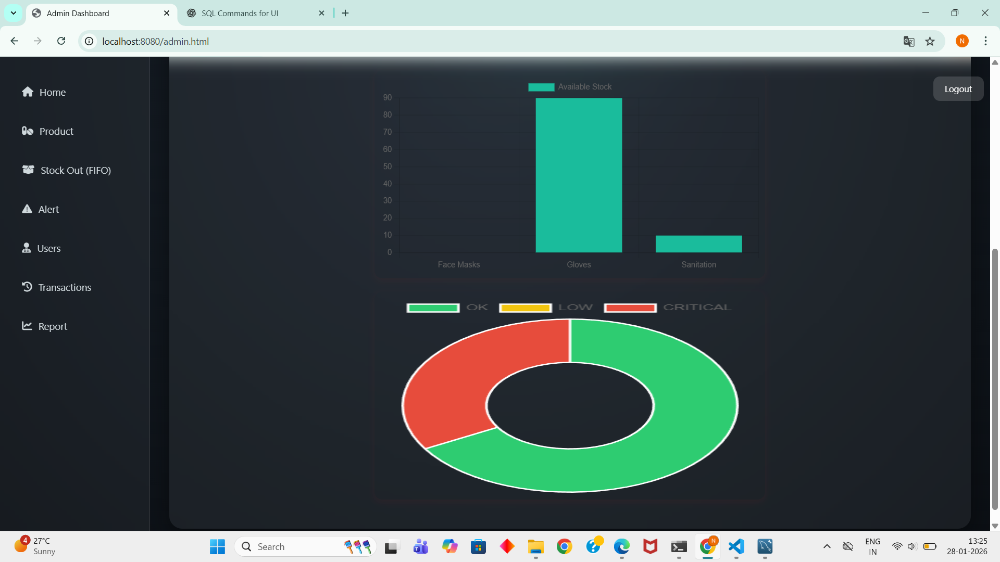 Admin Dashboard
SQL Commands for UI
localhost:8080/admin.html
N
Home
Product
Stock Out (FIFO)
Alert
Users
Transactions
Report
Logout
Available Stock
90
80
70
60
50
40
30
20
10
0
Face Masks Gloves Sanitation
OK LOW CRITICAL
4
27°C
Sunny
Search
N
ENG
IN
13:25
28-01-2026